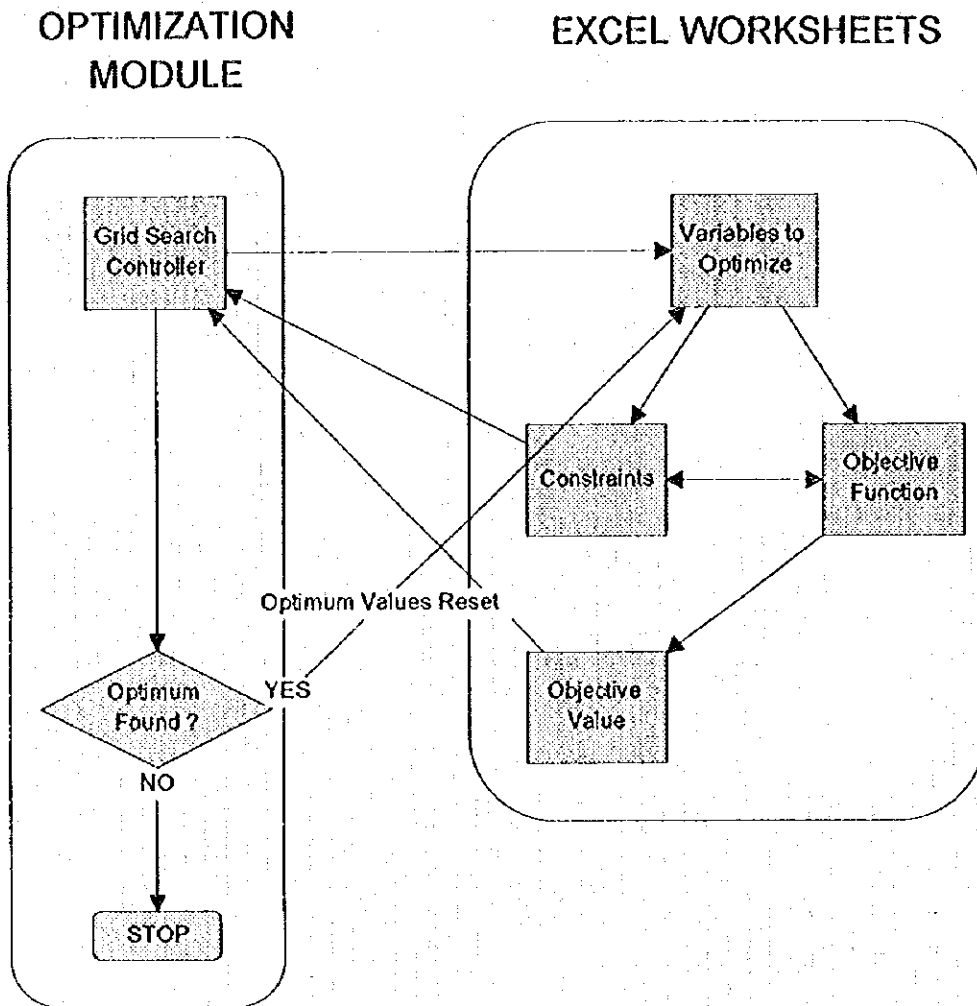 OPTIMIZATION
MODULE
EXCEL WORKSHEETS
Grid Search
Controller
Variables to
Optimize
Constraints
Objective
Function
Optimum Values Reset
Optimum
Found ?
YES
Objective
Value
NO
STOP